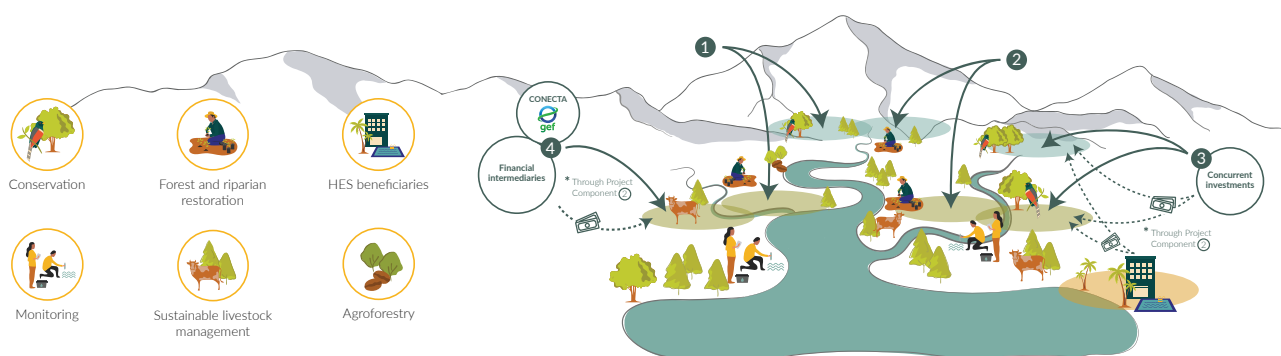 Conservation
Forest and riparian
restoration
HES beneficiaries
Monitoring
Sustainable livestock
management
Agroforestry
CONECTA
gef
4
Financial
intermediaries
* Through Project
Component 2
1
2
3
Concurrent
investments
* Through Project
Component 2